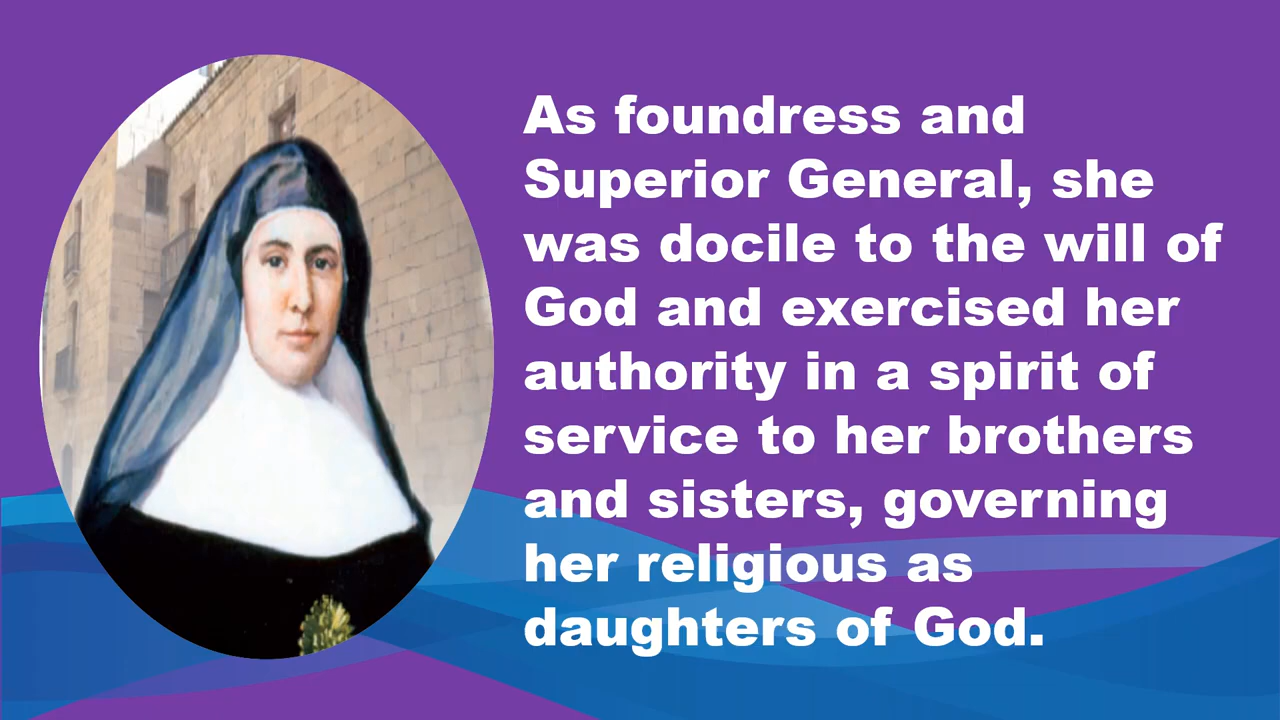 As foundress and
Superior General, she
was docile to the will of
God and exercised her
authority in a spirit of
service to her brothers
and sisters, governing
her religious as
daughters of God.